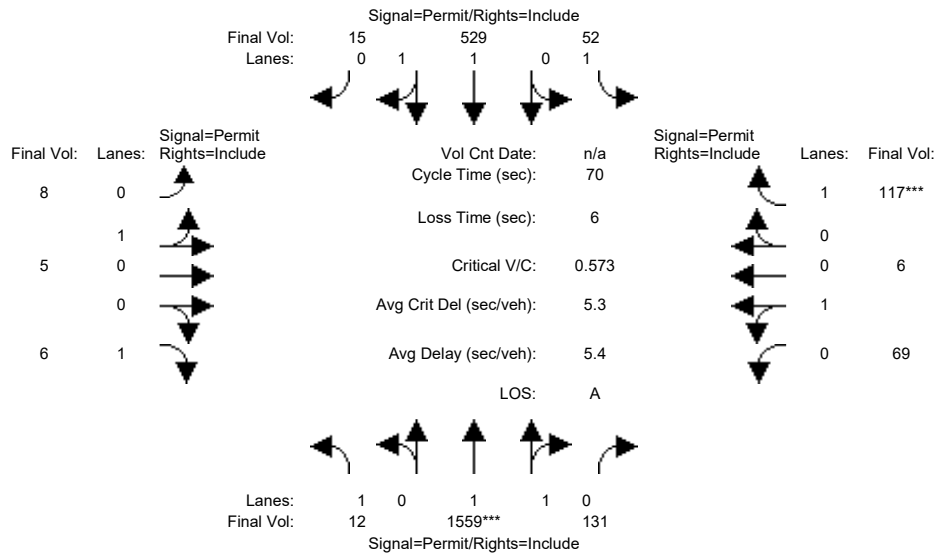 Signal=Permit/Rights=Include
Final Vol: 15 529 52
Lanes: 0 1 1 0 1
Signal=Permit Signal=Permit
Final Vol: Lanes: Rights=Include Vol Cnt Date: n/a Rights=Include Lanes: Final Vol:
Cycle Time (sec): 70
8 0 1 117***
Loss Time (sec): 6
1 0
5 0 Critical V/C: 0.573 0 6
0 Avg Crit Del (sec/veh): 5.3 1
6 1 Avg Delay (sec/veh): 5.4 0 69
LOS: A
Lanes: 1 0 1 1 0
Final Vol: 12 1559*** 131
Signal=Permit/Rights=Include